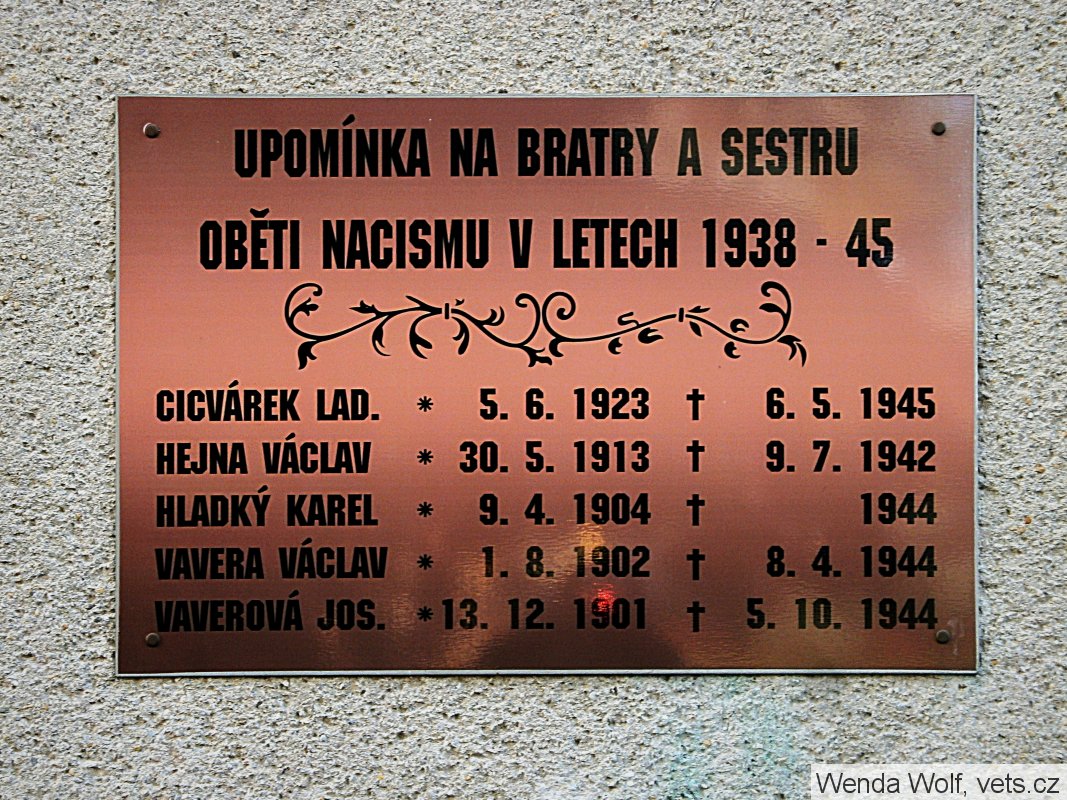 UPOMÍNKA NA BRATRY A SESTRU
OBĚTI NACISMU V LETECH 1938 - 45
CICVÁREK LAD. * 5. 6. 1923 † 6. 5. 1945
HEJNA VÁCLAV * 30. 5. 1913 † 9. 7. 1942
HLADKÝ KAREL * 9. 4. 1904 † 1944
VAVERA VÁCLAV * 1. 8. 1902 † 8. 4. 1944
VAVEROVÁ JOS. * 13. 12. 1901 † 5. 10. 1944
Wenda Wolf, vets.cz